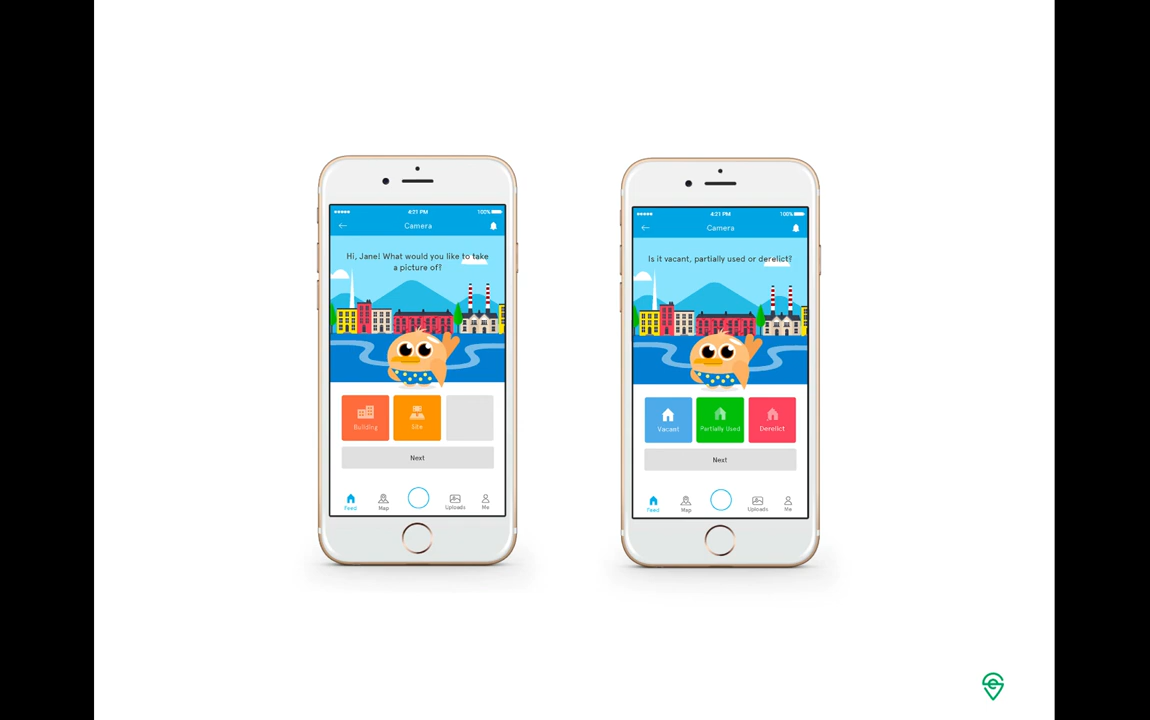 4:21 PM
100%
Camera
Hi, Jane! What would you like to take
a picture of?
Building
Site
Next
Feed
Map
Uploads
Me
4:21 PM
100%
Camera
Is it vacant, partially used or derelict?
Vacant
Partially Used
Derelict
Next
Feed
Map
Uploads
Me